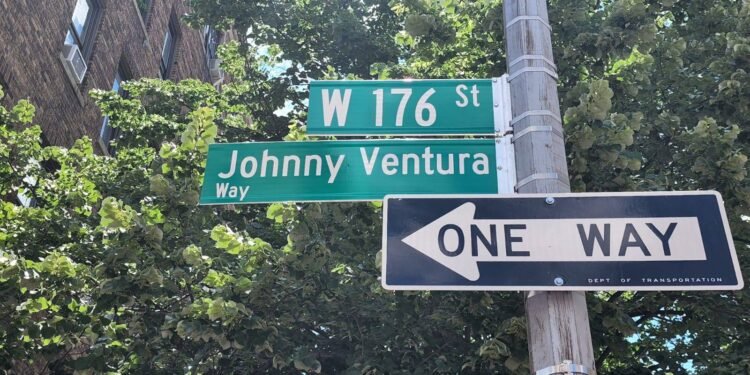 W 176 St
Johnny Ventura
Way
ONE WAY
DEPT OF TRANSPORTATION